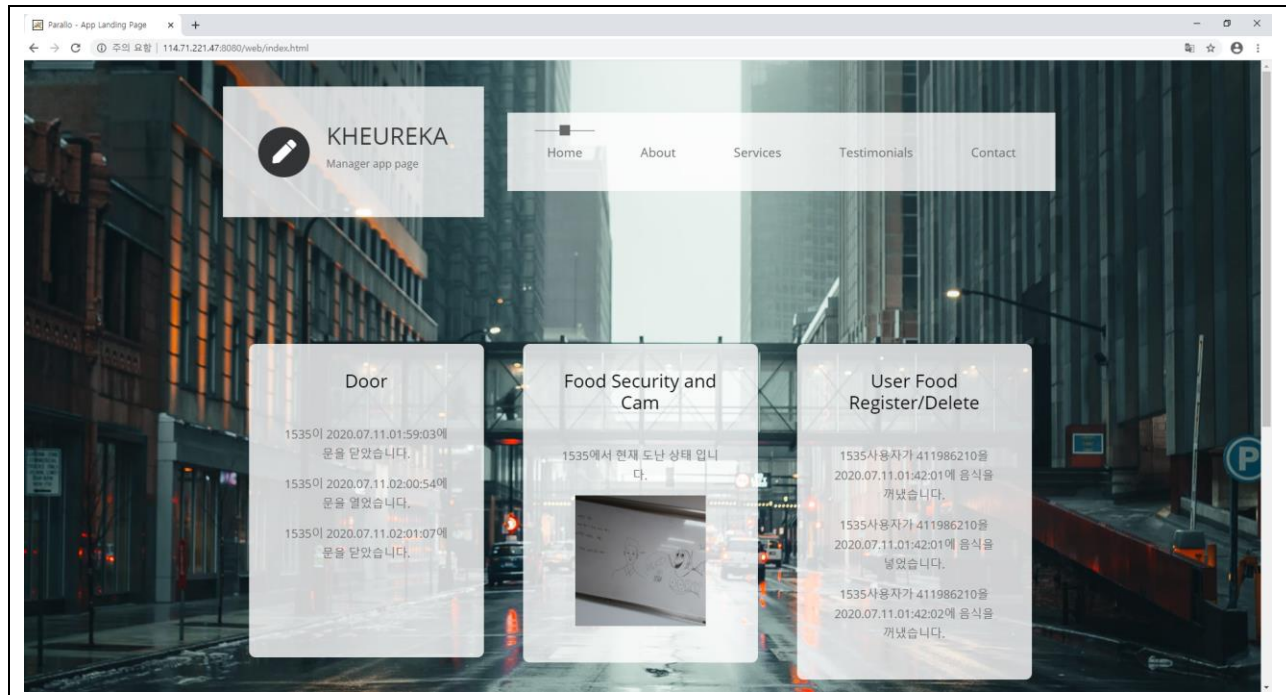 Parallo - App Landing Page
주의 요함 | 114.71.221.47:8080/web/index.html
KHEUREKA
Manager app page
Home About Services Testimonials Contact
Door
1535이 2020.07.11.01:59:03에
문을 닫았습니다.
1535이 2020.07.11.02:00:54에
문을 열었습니다.
1535이 2020.07.11.02:01:07에
문을 닫았습니다.
Food Security and
Cam
1535에서 현재 도난 상태 입니
다.
User Food
Register/Delete
1535사용자가 411986210을
2020.07.11.01:42:01에 음식을
꺼냈습니다.
1535사용자가 411986210을
2020.07.11.01:42:01에 음식을
넣었습니다.
1535사용자가 411986210을
2020.07.11.01:42:02에 음식을
꺼냈습니다.
P